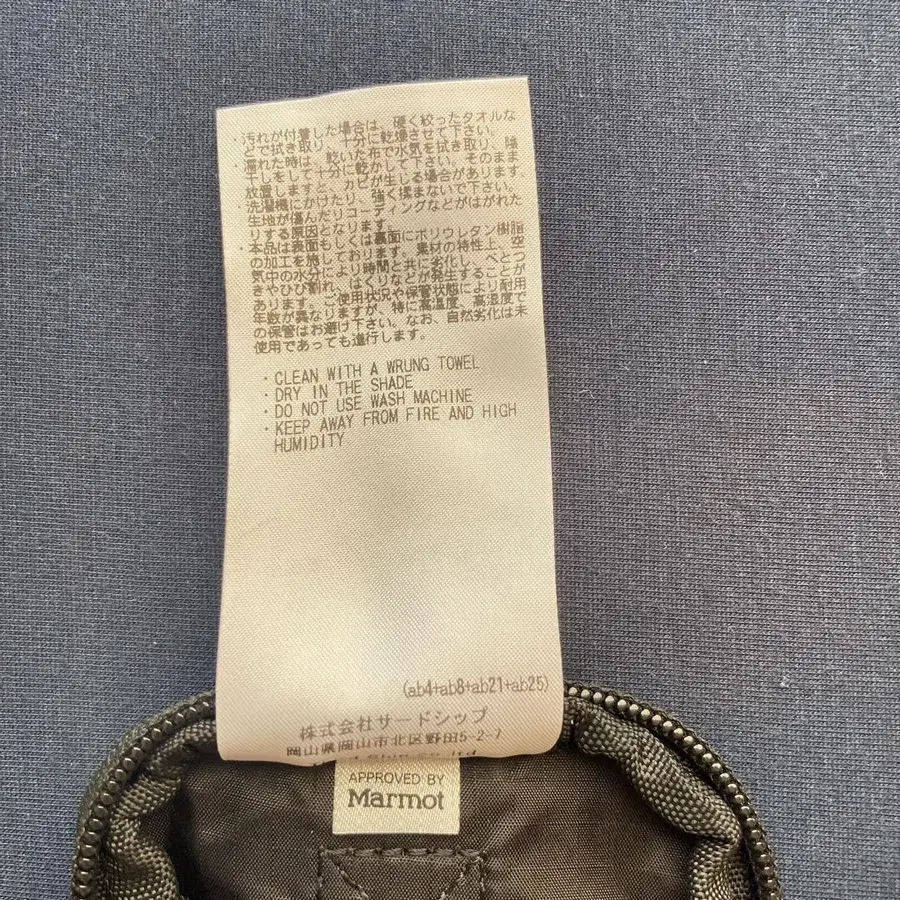 ・汚れが付着した場合は、硬く絞ったタオルな
どで拭き取り、十分に乾燥させて下さい。
・濡れた時は、乾いた布で水気を拭き取り、陰
干しをして十分に乾かして下さい。そのまま
放置しますと、カビが生じる場合があります。
・洗濯機にかけたり、強く揉まないで下さい。
生地が傷んだりコーティングなどがはがれた
りする原因となります。
・本品は表面もしくは裏面にポリウレタン樹脂
の加工を施しております。素材の特性上、空
気中の水分により時間と共に劣化し、べとつ
きやひび割れ、はくりなどが発生することが
あります。ご使用状況や保管状態により耐用
年数が異なりますが、特に高温度、高湿度で
の保管はお避け下さい。なお、自然劣化は未
使用であっても進行します。
・CLEAN WITH A WRUNG TOWEL
・DRY IN THE SHADE
・DO NOT USE WASH MACHINE
・KEEP AWAY FROM FIRE AND HIGH
HUMIDITY
(ab4+ab8+ab21+ab25)
株式会社サードシップ
岡山県岡山市北区野田5-2-7
APPROVED BY
Marmot